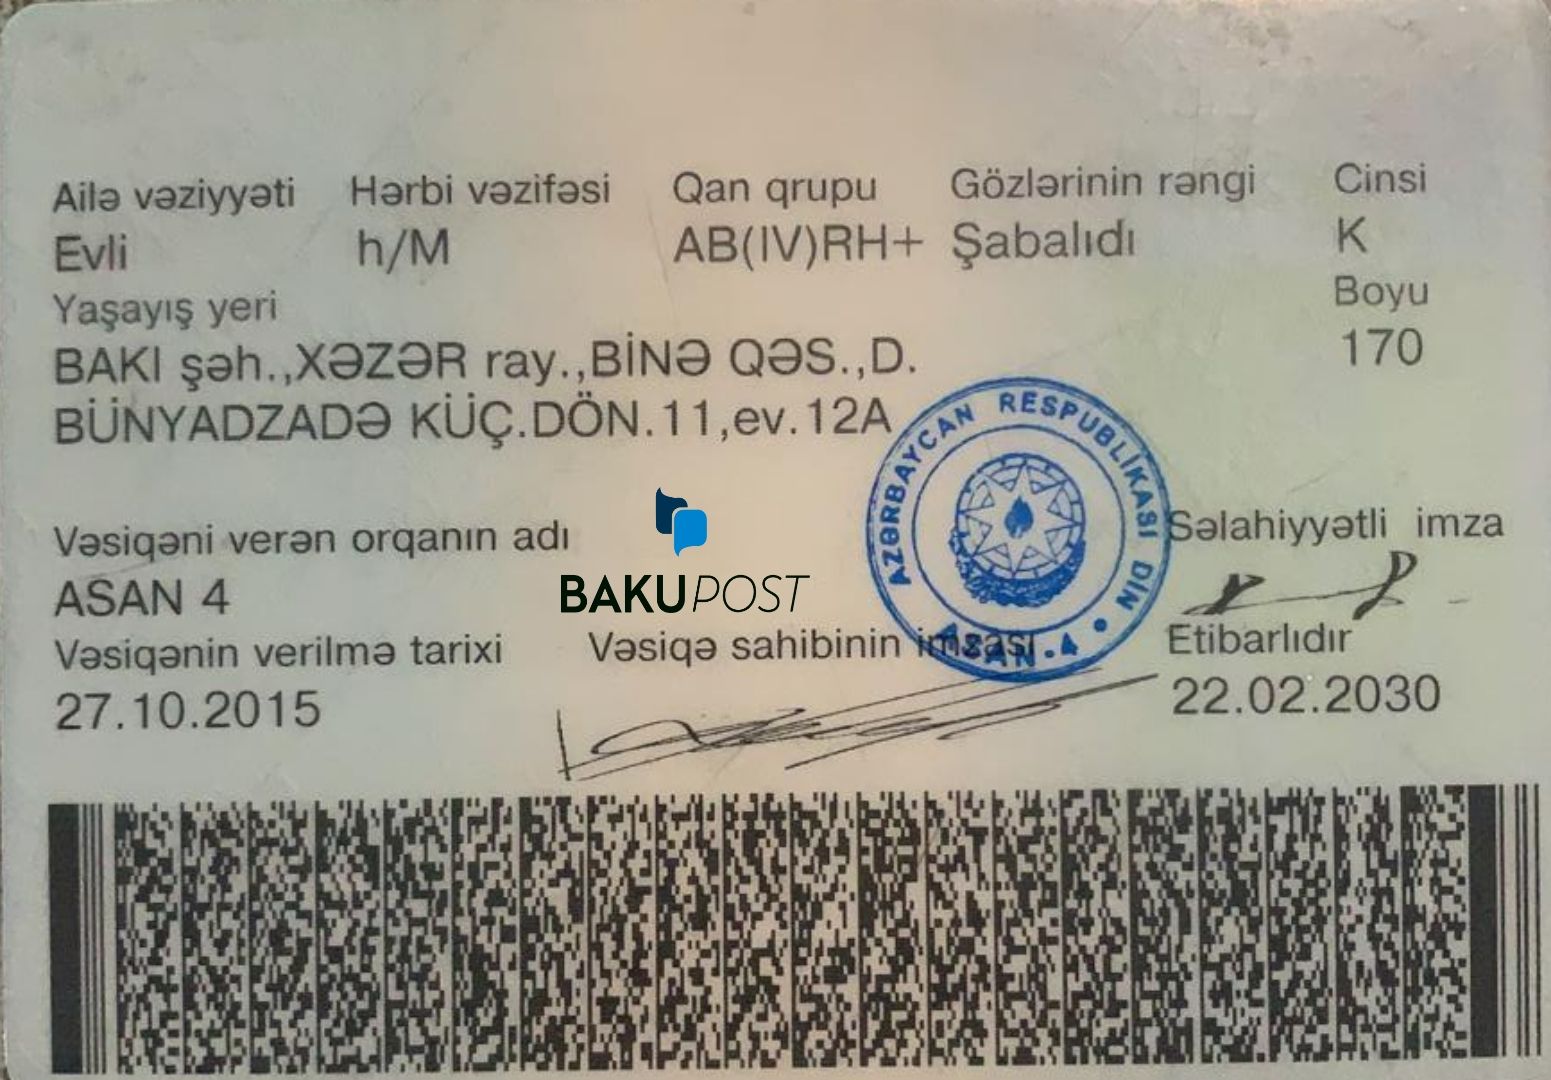 Ailə vəziyyəti Hərbi vəzifəsi Qan qrupu Gözlərinin rəngi Cinsi
Evli h/M AB(IV)RH+ Şabalıdı K
Yaşayış yeri Boyu
BAKI şəh.,XƏZƏR ray.,BİNƏ QƏS.,D. 170
BÜNYADZADƏ KÜÇ.DÖN.11,ev.12A
AZƏRBAYCAN RESPUBLİKASI DİN
ASAN-4
Vəsiqəni verən orqanın adı Səlahiyyətli imza
ASAN 4
BAKUPOST
Vəsiqənin verilmə tarixi Vəsiqə sahibinin imzası Etibarlıdır
27.10.2015 22.02.2030